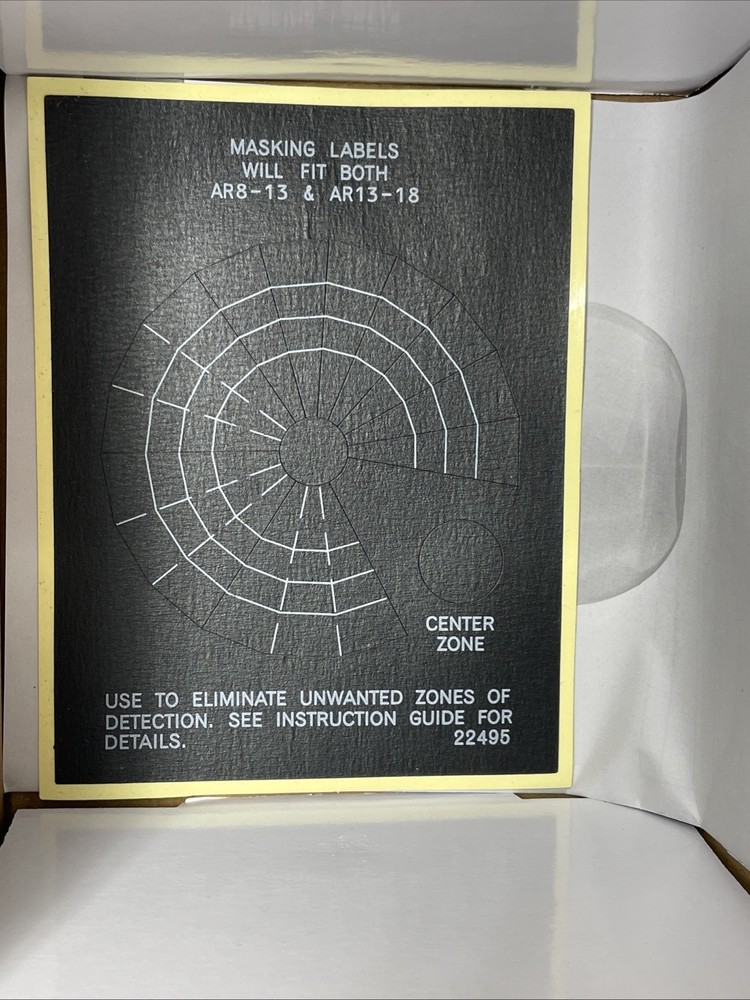 MASKING LABELS
WILL FIT BOTH
AR8-13 & AR13-18
CENTER
ZONE
USE TO ELIMINATE UNWANTED ZONES OF
DETECTION. SEE INSTRUCTION GUIDE FOR
DETAILS. 22495